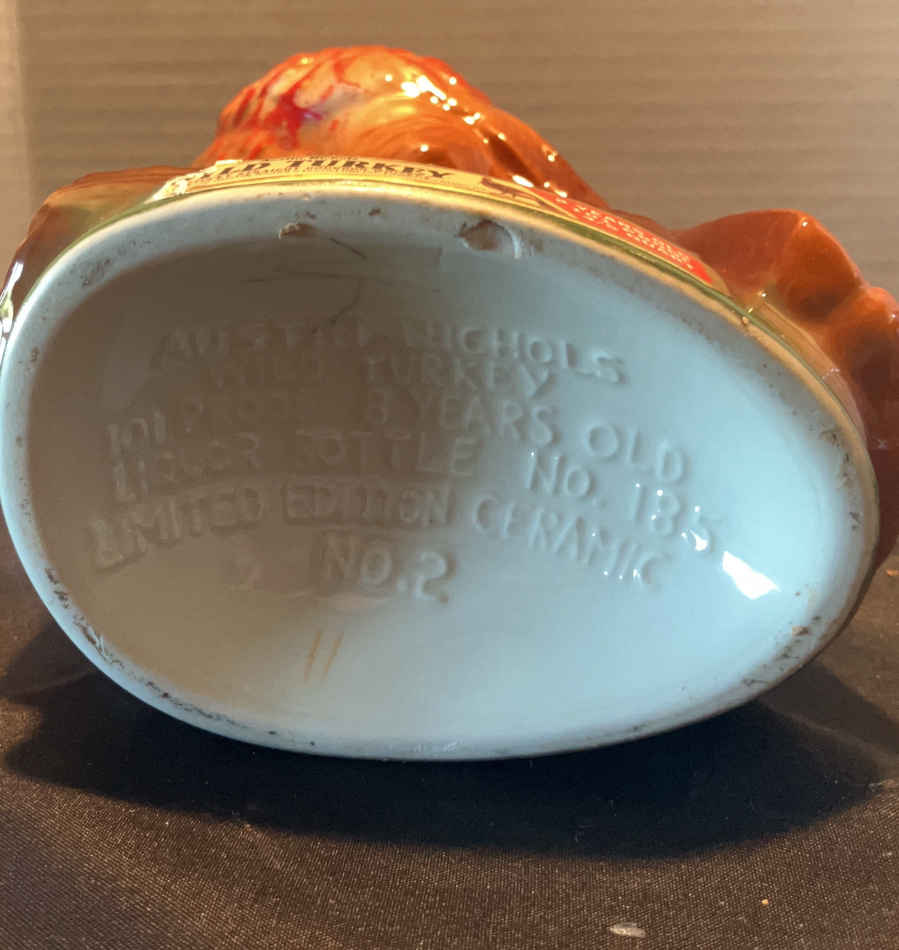 WILD TURKEY
AUSTIN NICHOLS
WILD TURKEY
101 PROOF 8 YEARS OLD
LIQUOR BOTTLE NO. 185
LIMITED EDITION CERAMIC
NO.2